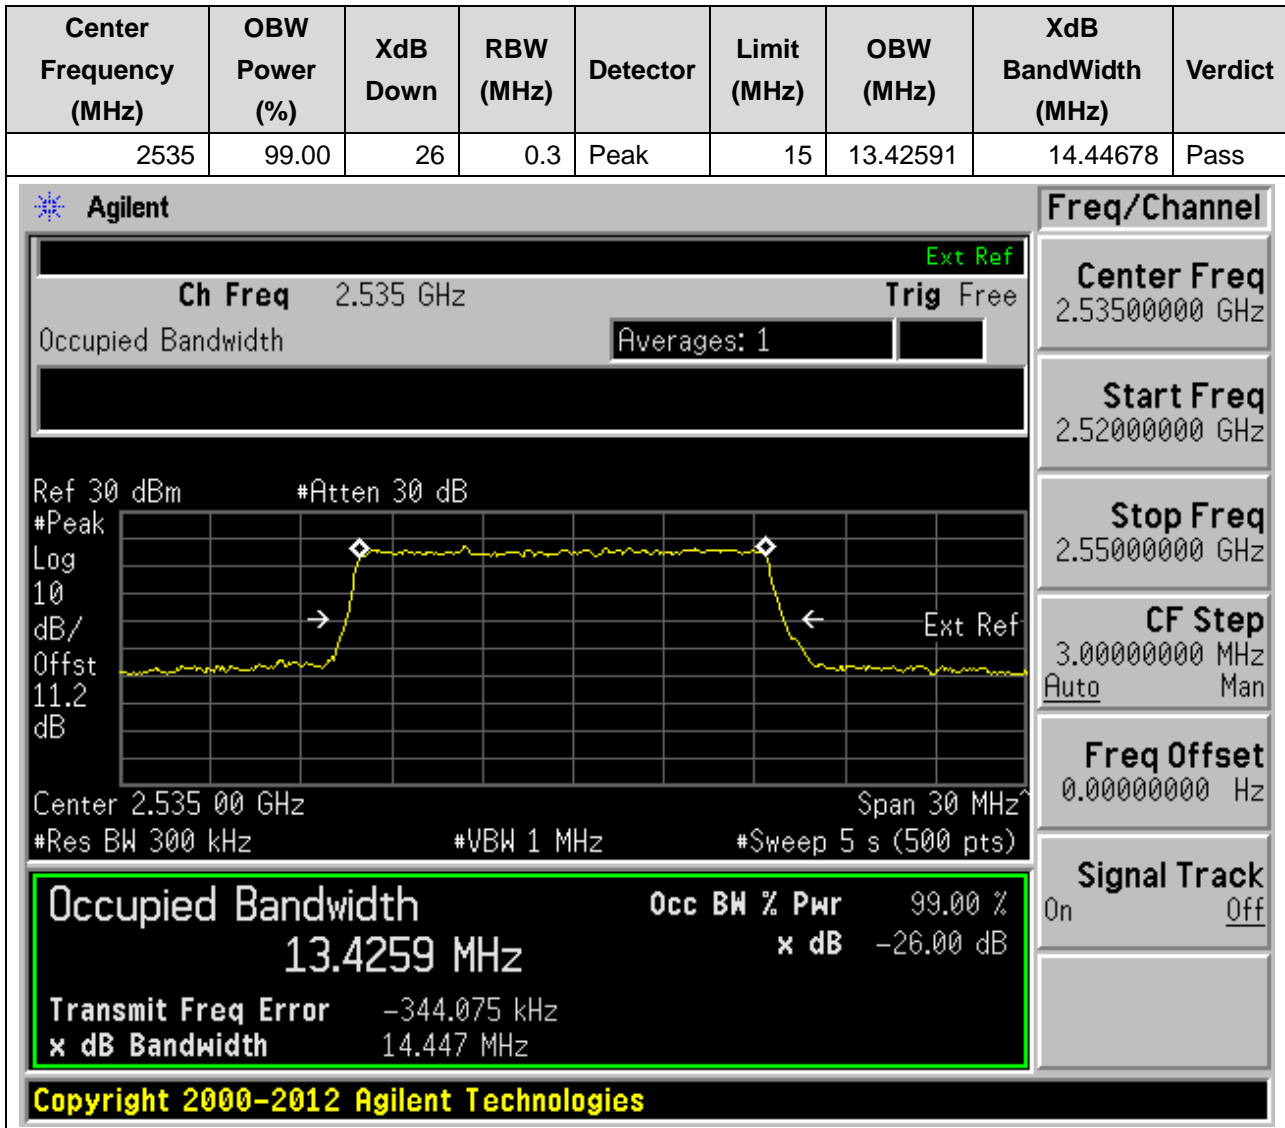 Center Frequency (MHz) OBW Power (%) XdB Down RBW (MHz) Detector Limit (MHz) OBW (MHz) XdB BandWidth (MHz) Verdict
2535 99.00 26 0.3 Peak 15 13.42591 14.44678 Pass
Agilent
Freq/Channel
Ext Ref
Ch Freq 2.535 GHz Trig Free
Occupied Bandwidth Averages: 1
Ref 30 dBm #Atten 30 dB
#Peak
Log
10
dB/
Offst
11.2
dB
Ext Ref
Center 2.535 00 GHz Span 30 MHz^
#Res BW 300 kHz #VBW 1 MHz #Sweep 5 s (500 pts)
Occupied Bandwidth
13.4259 MHz
Occ BW % Pwr 99.00 %
x dB -26.00 dB
Transmit Freq Error -344.075 kHz
x dB Bandwidth 14.447 MHz
Center Freq
2.53500000 GHz
Start Freq
2.52000000 GHz
Stop Freq
2.55000000 GHz
CF Step
3.00000000 MHz
Auto Man
Freq Offset
0.00000000 Hz
Signal Track
On Off
Copyright 2000-2012 Agilent Technologies